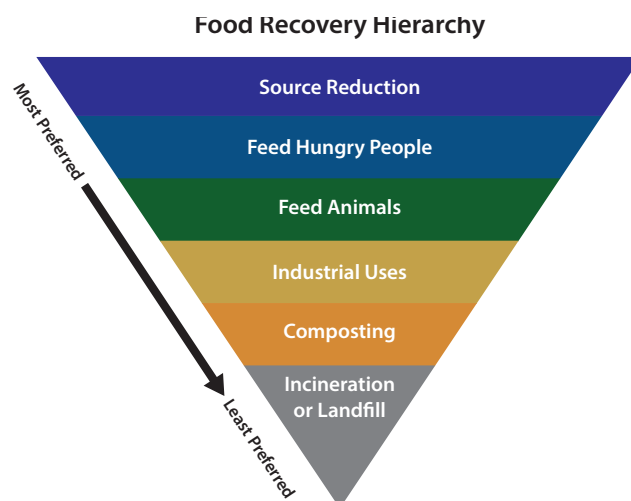 Food Recovery Hierarchy
Most Preferred
Source Reduction
Feed Hungry People
Feed Animals
Industrial Uses
Composting
Incineration
or Landfill
Least Preferred